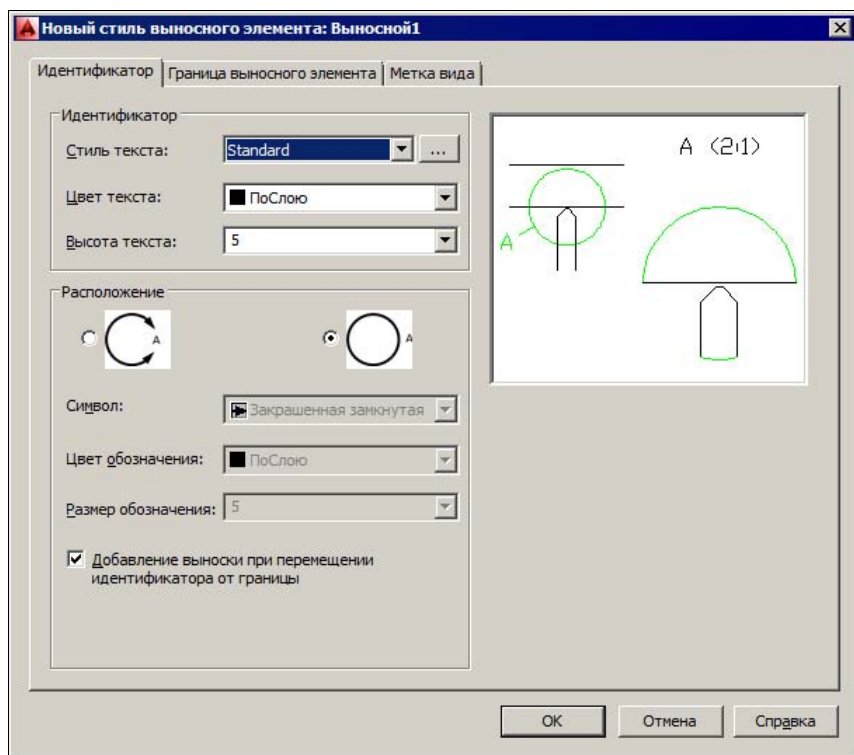 Новый стиль выносного элемента: Выносной1
Идентификатор
Граница выносного элемента
Метка вида
Идентификатор
Стиль текста:
Standard
...
Цвет текста:
ПоСлою
Высота текста:
5
Расположение
A
A
Символ:
Закрашенная замкнутая
Цвет обозначения:
ПоСлою
Размер обозначения:
5
Добавление выноски при перемещении
идентификатора от границы
A (2:1)
A
OK
Отмена
Справка